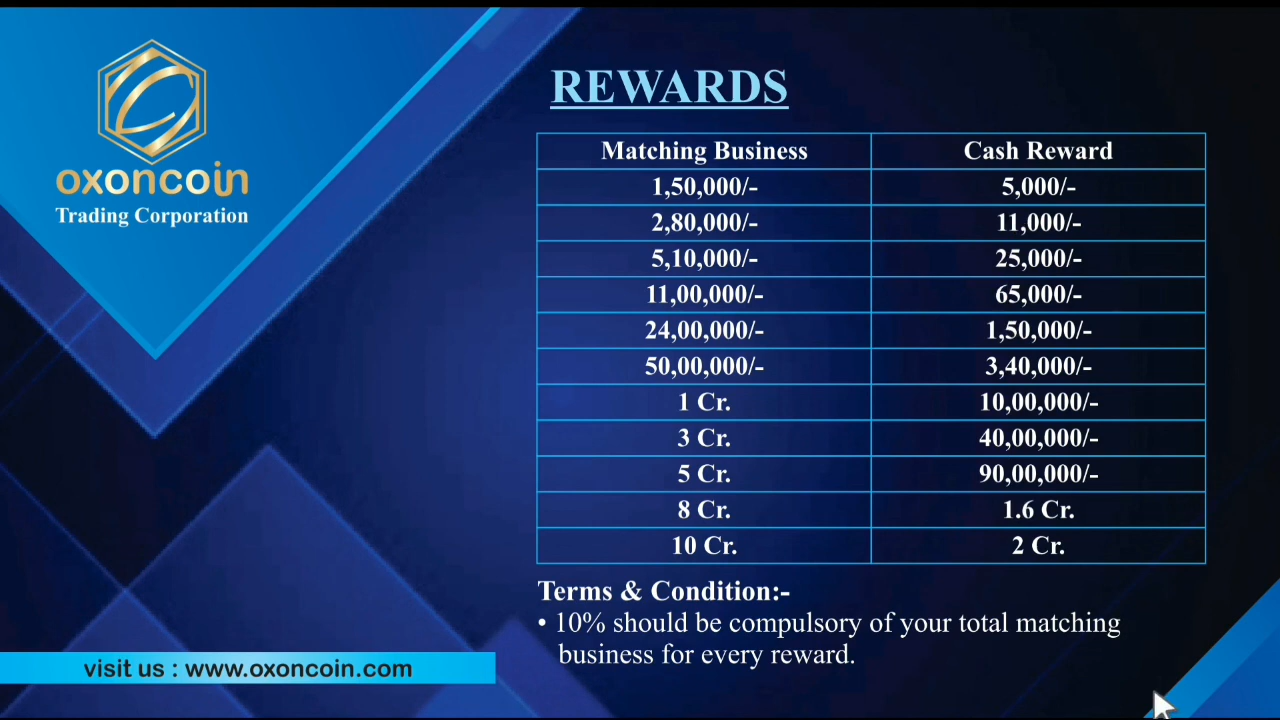 oxoncoin
Trading Corporation
REWARDS
Matching Business Cash Reward
1,50,000/- 5,000/-
2,80,000/- 11,000/-
5,10,000/- 25,000/-
11,00,000/- 65,000/-
24,00,000/- 1,50,000/-
50,00,000/- 3,40,000/-
1 Cr. 10,00,000/-
3 Cr. 40,00,000/-
5 Cr. 90,00,000/-
8 Cr. 1.6 Cr.
10 Cr. 2 Cr.
Terms & Condition:-
• 10% should be compulsory of your total matching
business for every reward.
visit us : www.oxoncoin.com